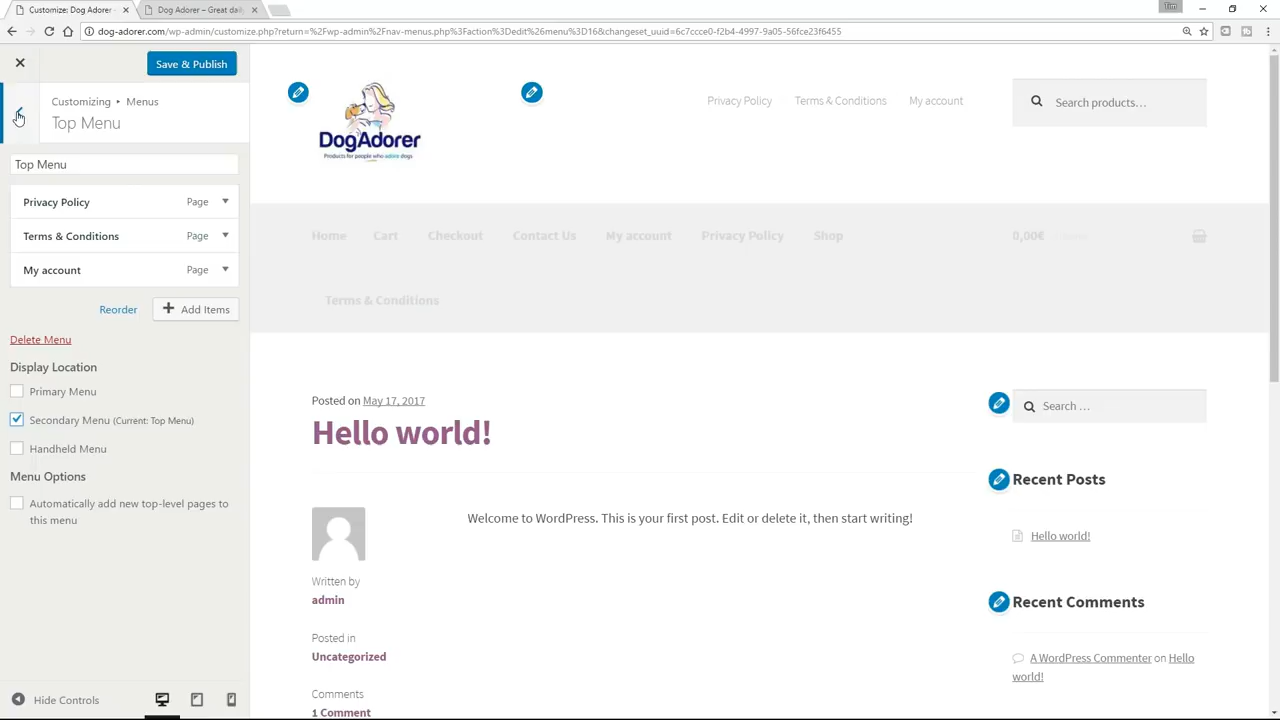 Customize: Dog Adorer
Dog Adorer – Great dail
dog-adorer.com/wp-admin/customize.php?return=%2Fwp-admin%2Fnav-menus.php%3Faction%3Dedit%26menu%3D16&changeset_uuid=6c7ccce0-f2b4-4997-9a05-56fce23f6455
Save & Publish
Customizing ▸ Menus
Top Menu
Top Menu
Privacy Policy Page
Terms & Conditions Page
My account Page
Reorder
Add Items
Delete Menu
Display Location
Primary Menu
Secondary Menu (Current: Top Menu)
Handheld Menu
Menu Options
Automatically add new top-level pages to
this menu
Hide Controls
DogAdorer
Products for people who adore dogs
Privacy Policy Terms & Conditions My account
Search products…
Home Cart Checkout Contact Us My account Privacy Policy Shop
0,00€
Terms & Conditions
Posted on May 17, 2017
Hello world!
Welcome to WordPress. This is your first post. Edit or delete it, then start writing!
Written by
admin
Posted in
Uncategorized
Comments
1 Comment
Search …
Recent Posts
Hello world!
Recent Comments
A WordPress Commenter on Hello
world!